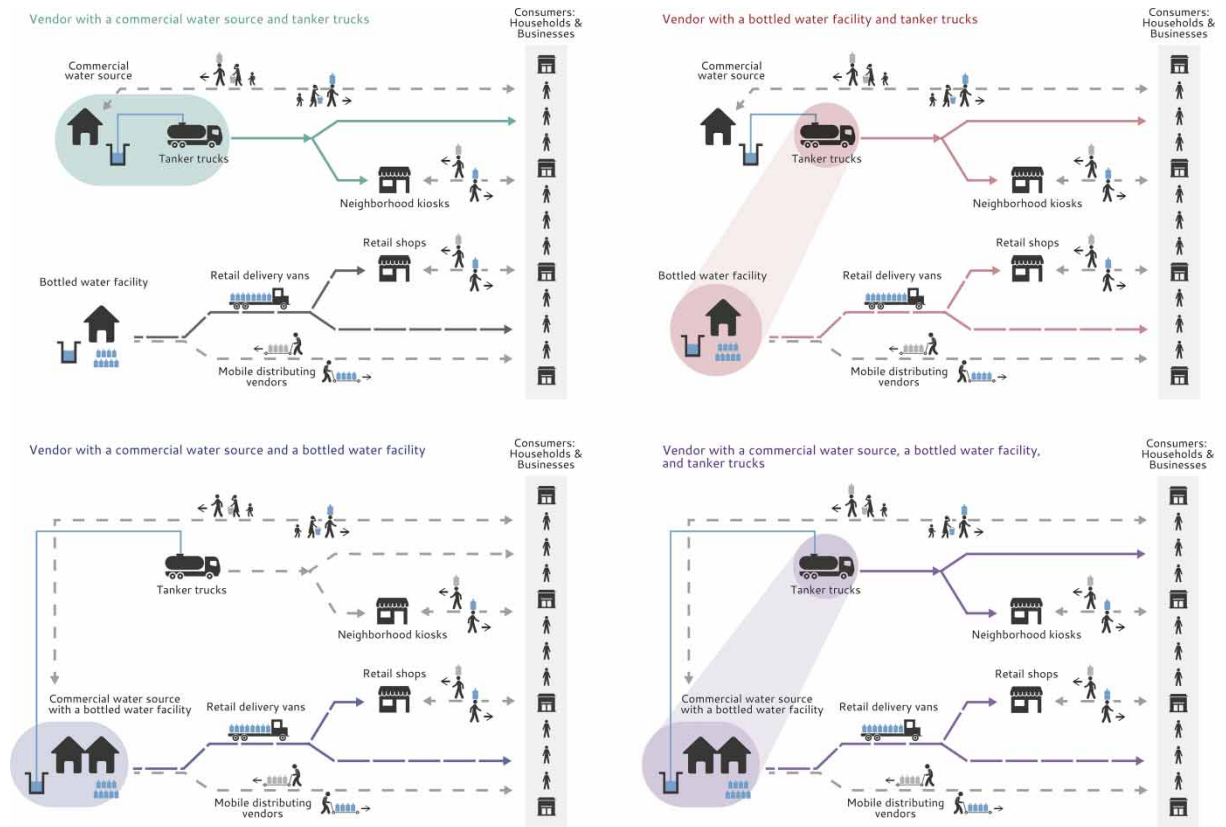 Vendor with a commercial water source and tanker trucks
Consumers:
Households &
Businesses
Commercial
water source
Tanker trucks
Neighborhood kiosks
Retail shops
Retail delivery vans
Bottled water facility
Mobile distributing
vendors
Vendor with a bottled water facility and tanker trucks
Consumers:
Households &
Businesses
Commercial
water source
Tanker trucks
Neighborhood kiosks
Retail shops
Bottled water facility
Retail delivery vans
Mobile distributing
vendors
Vendor with a commercial water source and a bottled water facility
Consumers:
Households &
Businesses
Tanker trucks
Neighborhood kiosks
Retail shops
Commercial water source
with a bottled water facility
Retail delivery vans
Mobile distributing
vendors
Vendor with a commercial water source, a bottled water facility,
and tanker trucks
Consumers:
Households &
Businesses
Tanker trucks
Neighborhood kiosks
Retail shops
Commercial water source
with a bottled water facility
Retail delivery vans
Mobile distributing
vendors